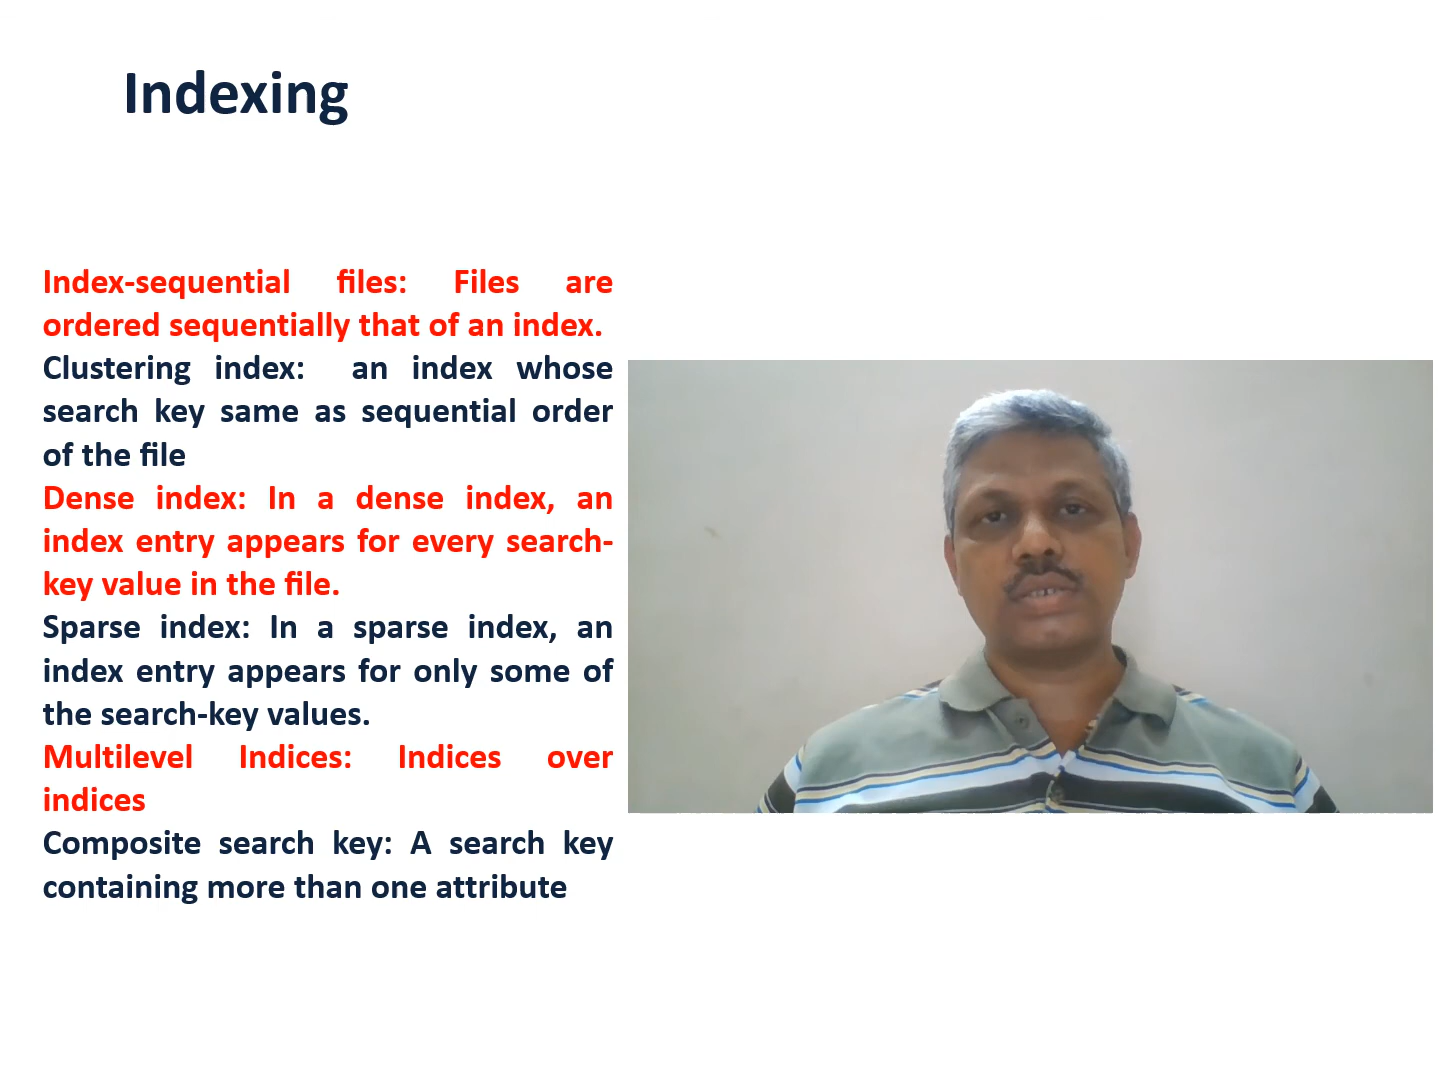 Indexing
Index-sequential files: Files are
ordered sequentially that of an index.
Clustering index: an index whose
search key same as sequential order
of the file
Dense index: In a dense index, an
index entry appears for every search-
key value in the file.
Sparse index: In a sparse index, an
index entry appears for only some of
the search-key values.
Multilevel Indices: Indices over
indices
Composite search key: A search key
containing more than one attribute